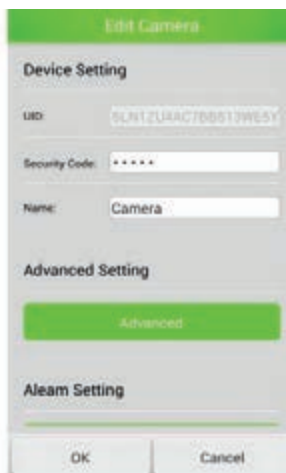 Edit Camera
Device Setting
UID:
Security Code: •••••
Name: Camera
Advanced Setting
Advanced
Aleam Setting
OK Cancel